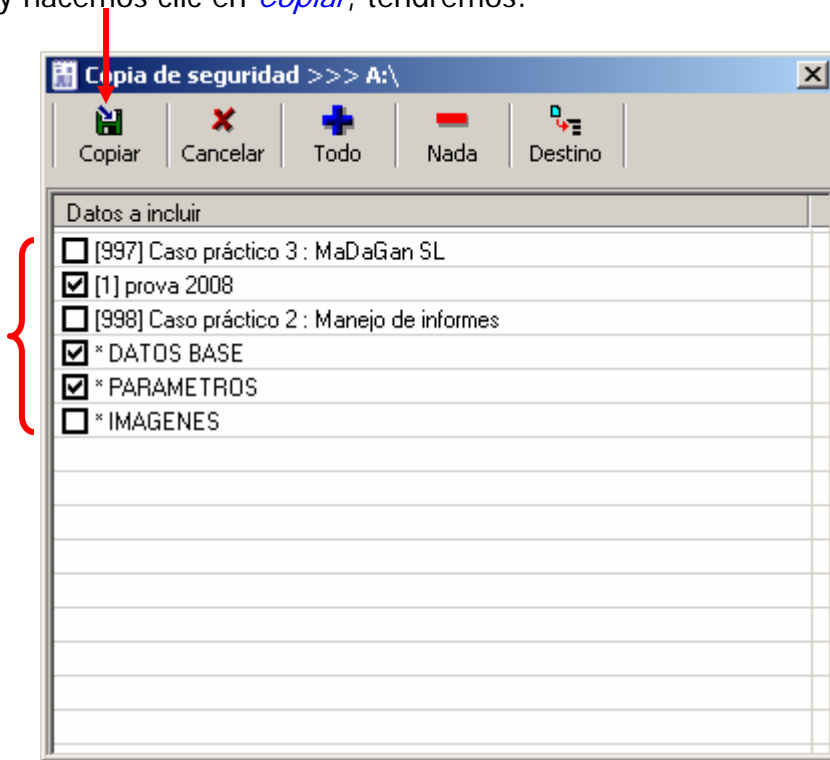 y hacemos clic en Copiar, tendremos:
Copia de seguridad >>> A:\
Copiar Cancelar Todo Nada Destino
Datos a incluir
[997] Caso práctico 3 : MaDaGan SL
[1] prova 2008
[998] Caso práctico 2 : Manejo de informes
* DATOS BASE
* PARAMETROS
* IMAGENES